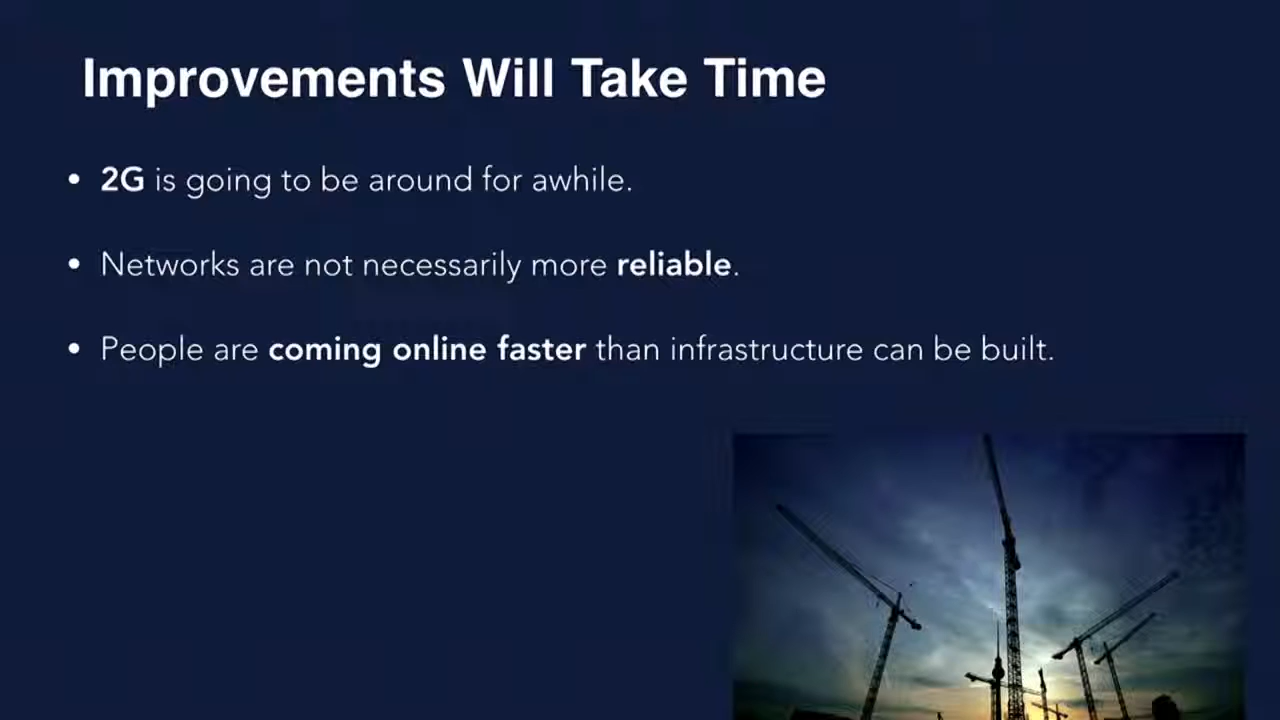 Improvements Will Take Time
• 2G is going to be around for awhile.
• Networks are not necessarily more reliable.
• People are coming online faster than infrastructure can be built.